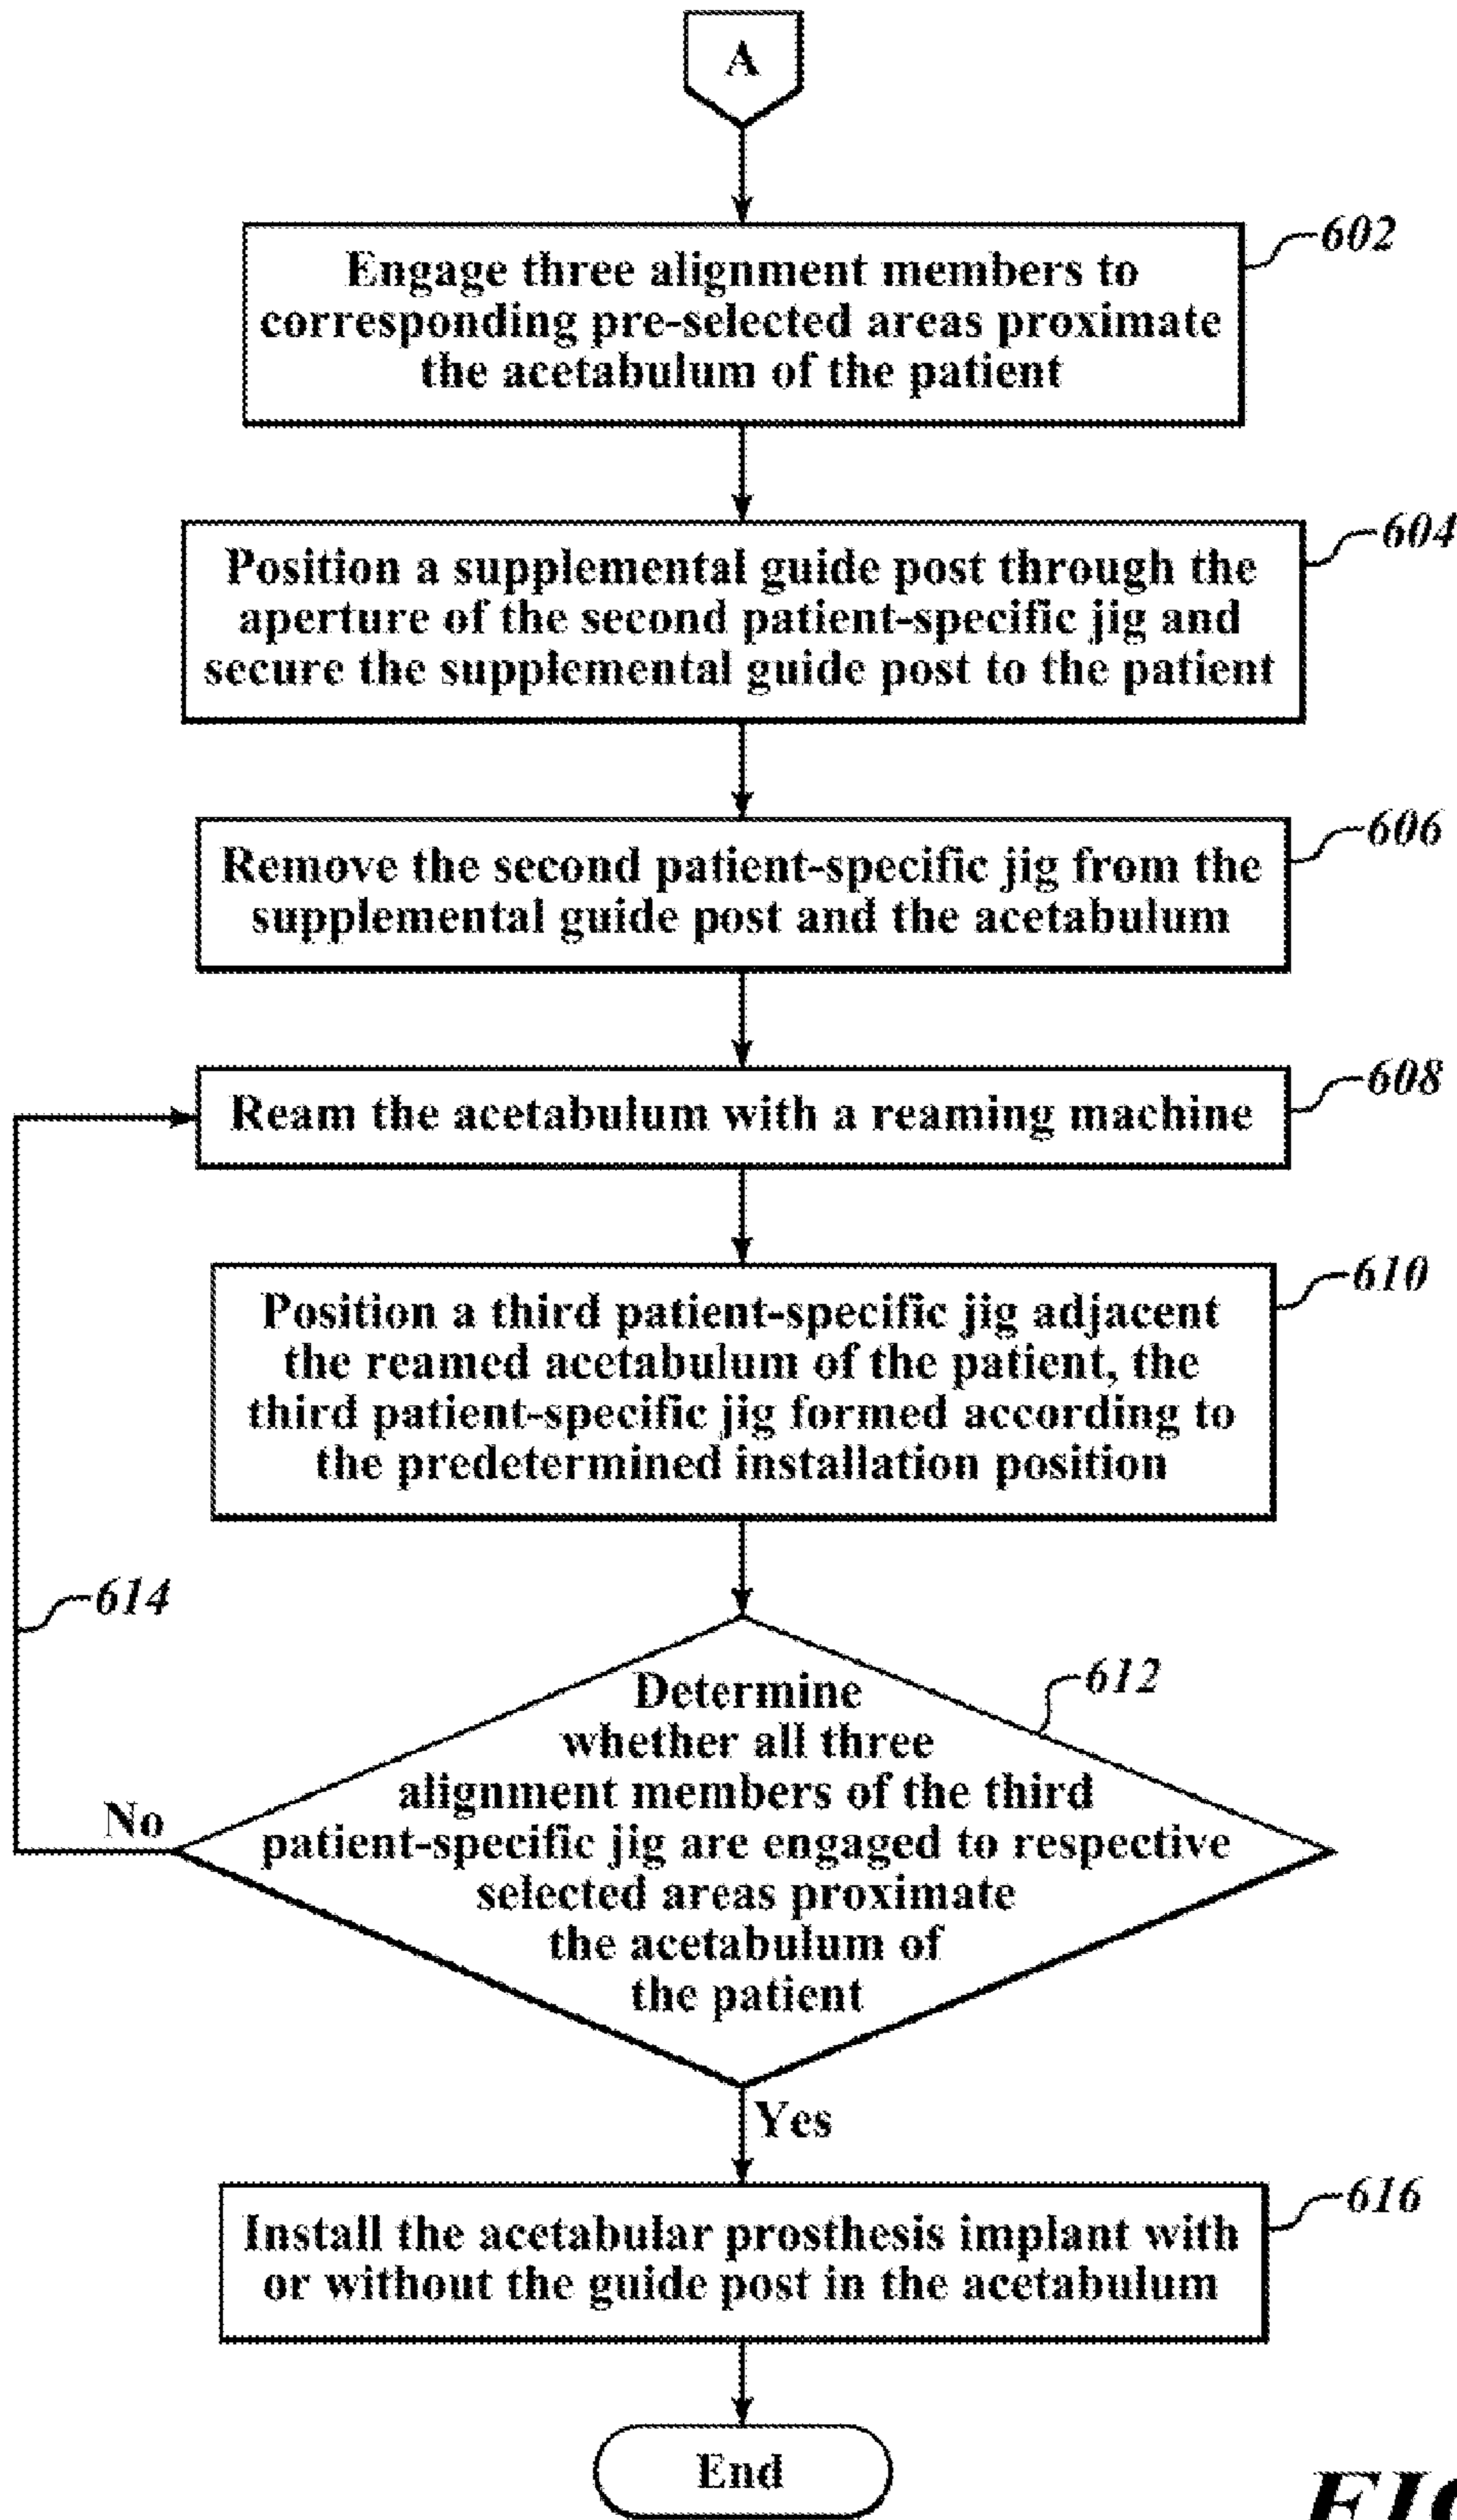 A
602
Engage three alignment members to
corresponding pre-selected areas proximate
the acetabulum of the patient
604
Position a supplemental guide post through the
aperture of the second patient-specific jig and
secure the supplemental guide post to the patient
606
Remove the second patient-specific jig from the
supplemental guide post and the acetabulum
608
Ream the acetabulum with a reaming machine
610
Position a third patient-specific jig adjacent
the reamed acetabulum of the patient, the
third patient-specific jig formed according to
the predetermined installation position
614
612
Determine
whether all three
alignment members of the third
patient-specific jig are engaged to respective
selected areas proximate
the acetabulum of
the patient
No
Yes
616
Install the acetabular prosthesis implant with
or without the guide post in the acetabulum
End